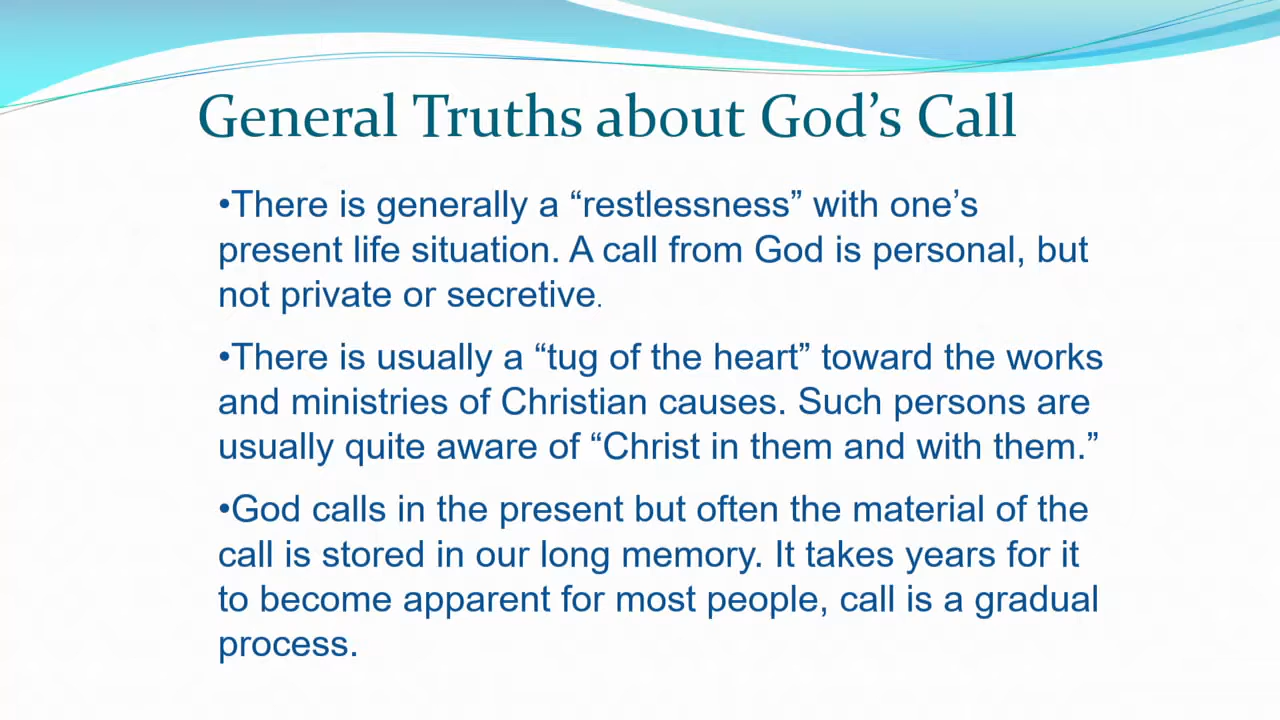 General Truths about God’s Call
•There is generally a “restlessness” with one’s
present life situation. A call from God is personal, but
not private or secretive.
•There is usually a “tug of the heart” toward the works
and ministries of Christian causes. Such persons are
usually quite aware of “Christ in them and with them.”
•God calls in the present but often the material of the
call is stored in our long memory. It takes years for it
to become apparent for most people, call is a gradual
process.